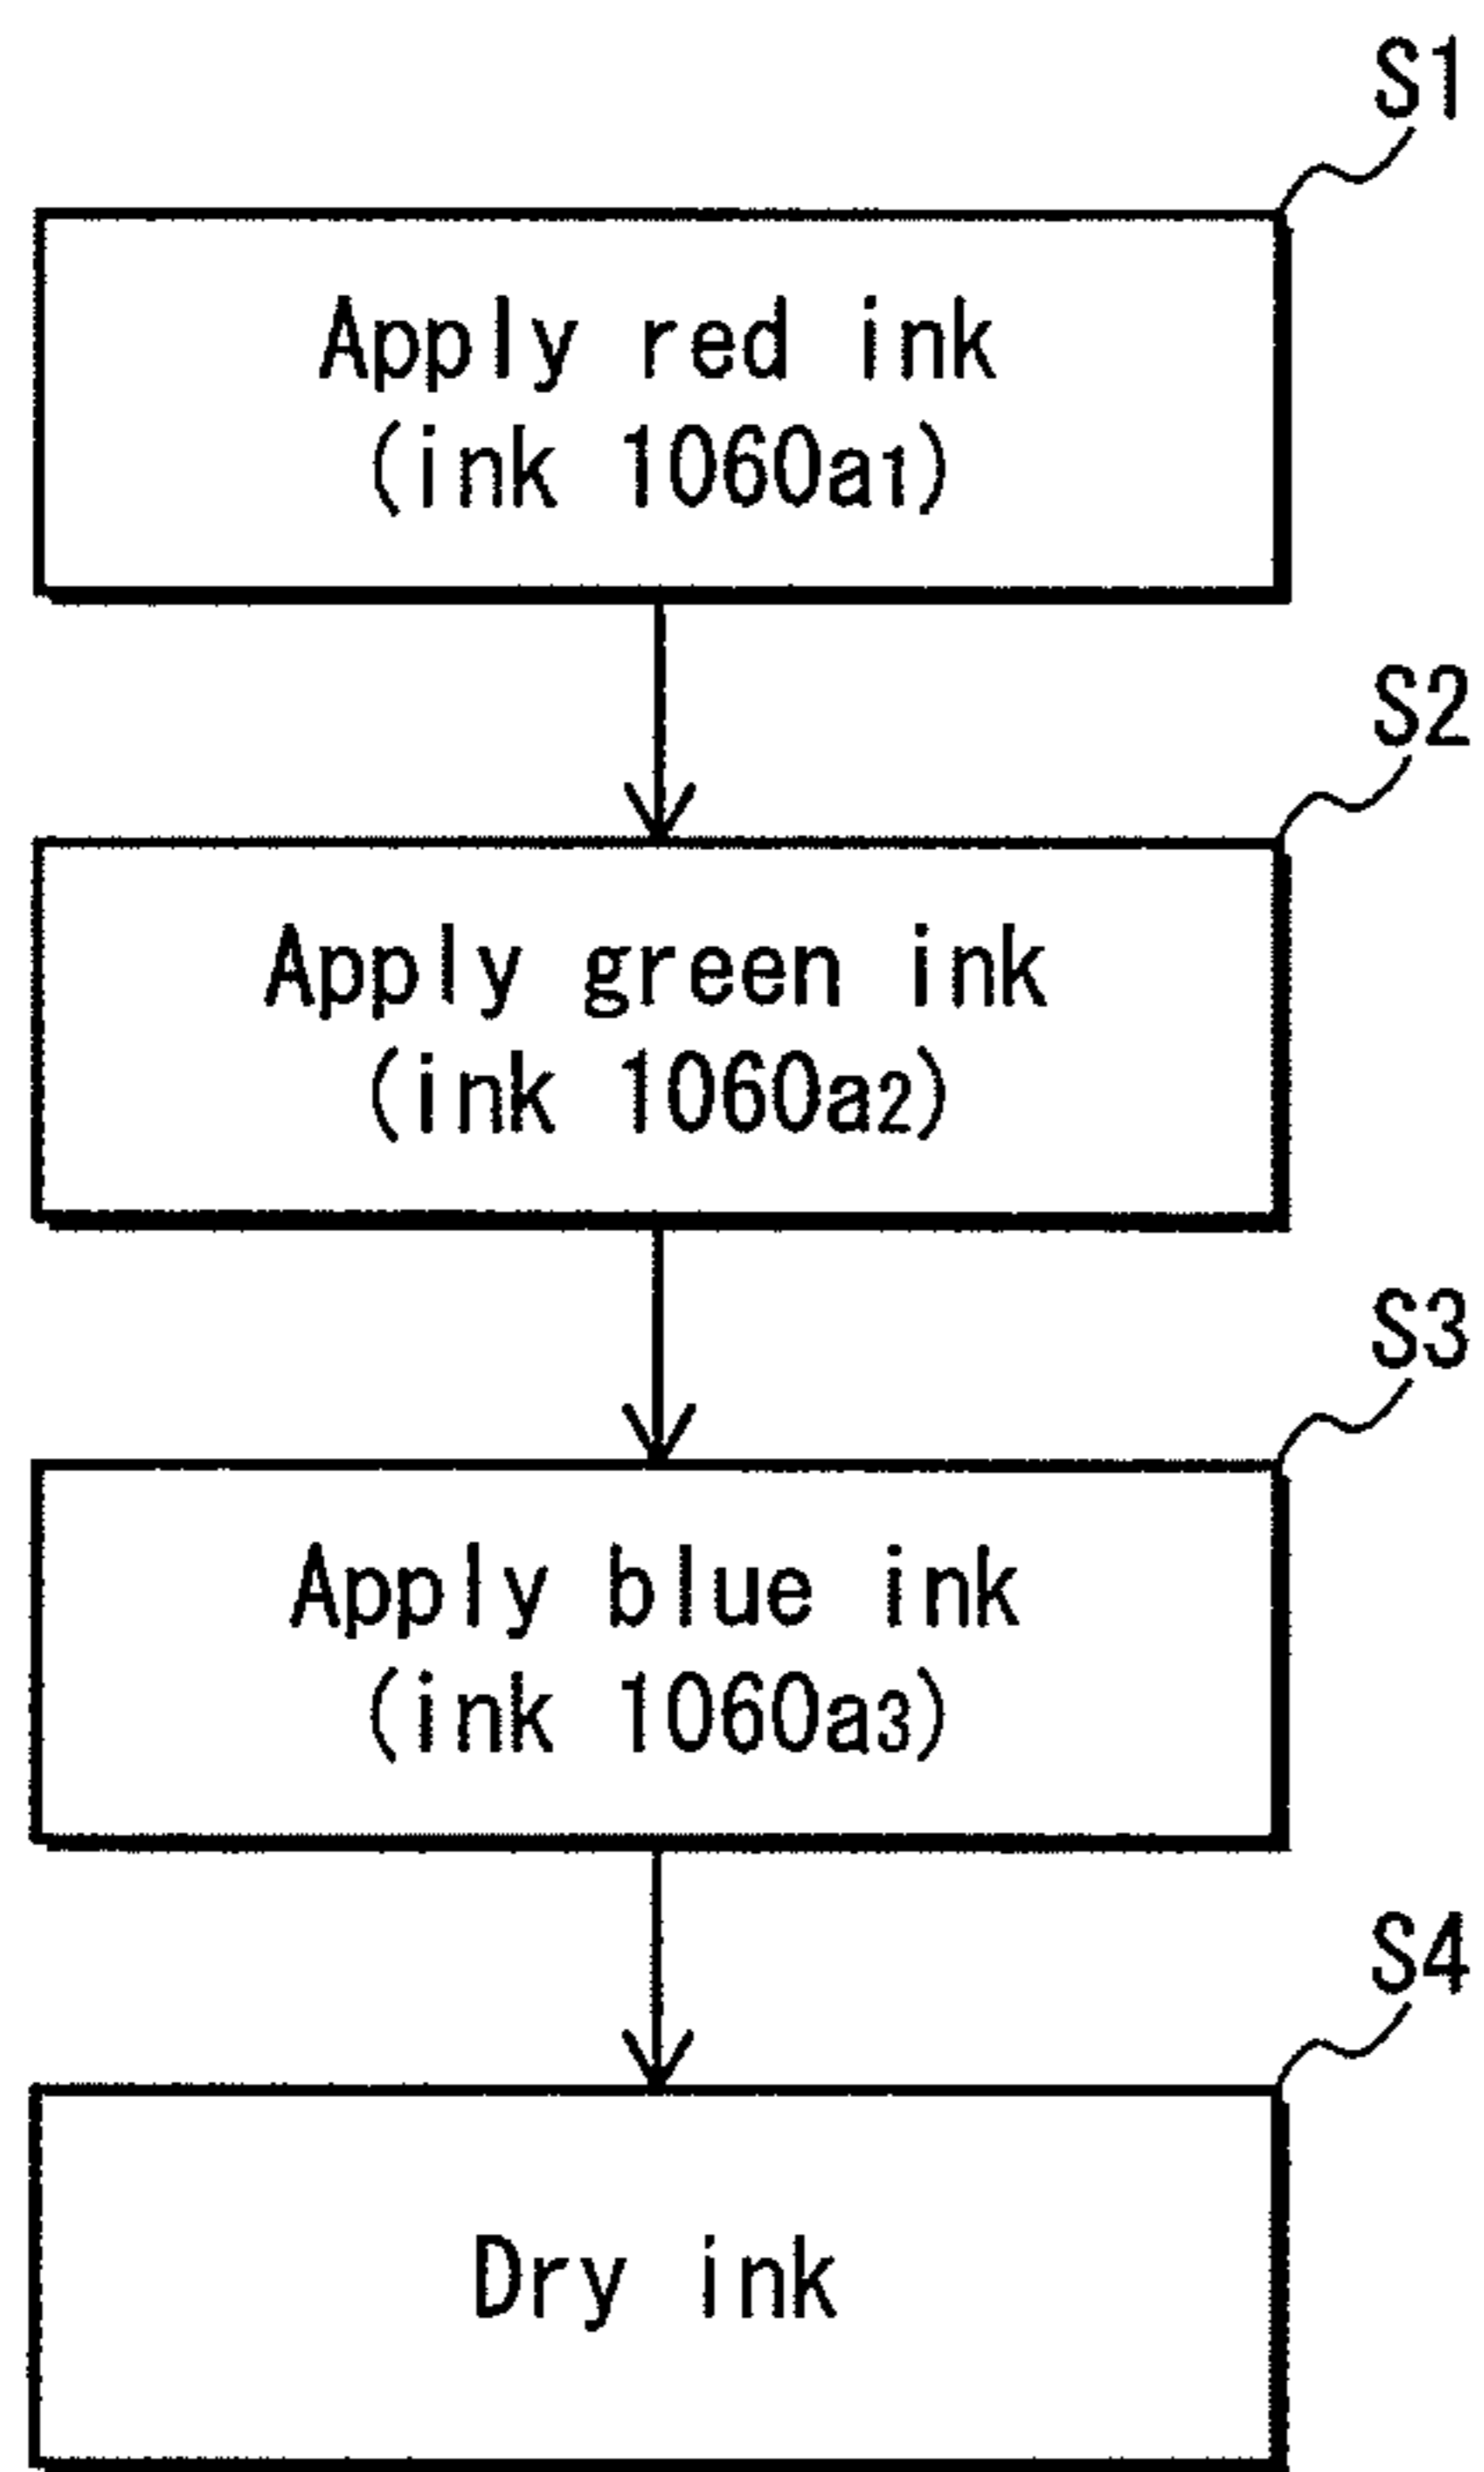 S1
Apply red ink
(ink 1060a1)
S2
Apply green ink
(ink 1060a2)
S3
Apply blue ink
(ink 1060a3)
S4
Dry ink